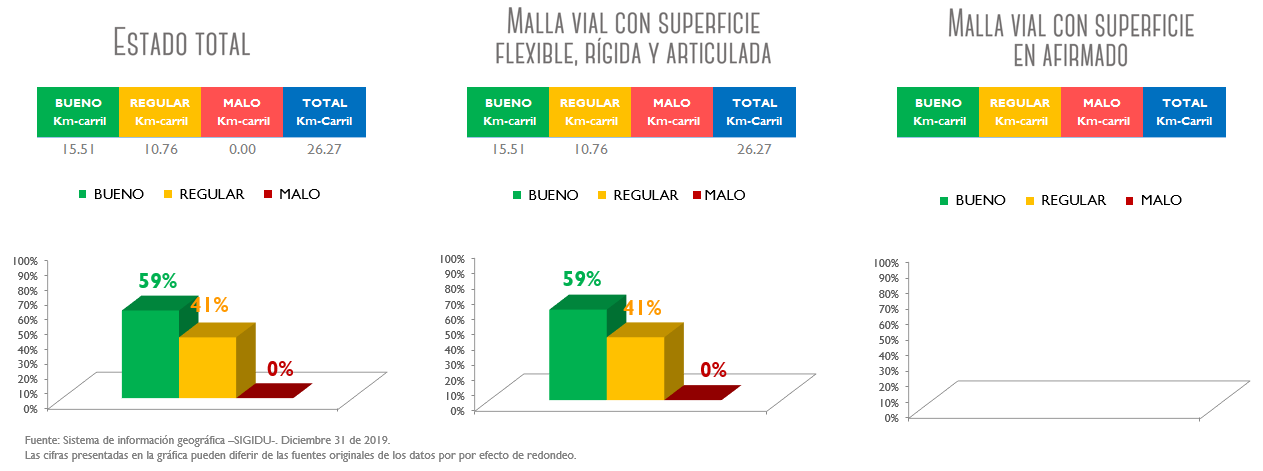 ESTADO TOTAL
BUENO REGULAR MALO TOTAL
Km-carril Km-carril Km-carril Km-Carril
15.51 10.76 0.00 26.27
BUENO REGULAR MALO
100%
90%
80%
70%
60%
50%
40%
30%
20%
10%
0%
59%
41%
0%
MALLA VIAL CON SUPERFICIE
FLEXIBLE, RÍGIDA Y ARTICULADA
BUENO REGULAR MALO TOTAL
Km-carril Km-carril Km-carril Km-Carril
15.51 10.76 26.27
BUENO REGULAR MALO
100%
90%
80%
70%
60%
50%
40%
30%
20%
10%
0%
59%
41%
0%
MALLA VIAL CON SUPERFICIE
EN AFIRMADO
BUENO REGULAR MALO TOTAL
Km-carril Km-carril Km-carril Km-Carril
BUENO REGULAR MALO
100%
90%
80%
70%
60%
50%
40%
30%
20%
10%
0%
Fuente: Sistema de información geográfica –SIGIDU-. Diciembre 31 de 2019.
Las cifras presentadas en la gráfica pueden diferir de las fuentes originales de los datos por por efecto de redondeo.